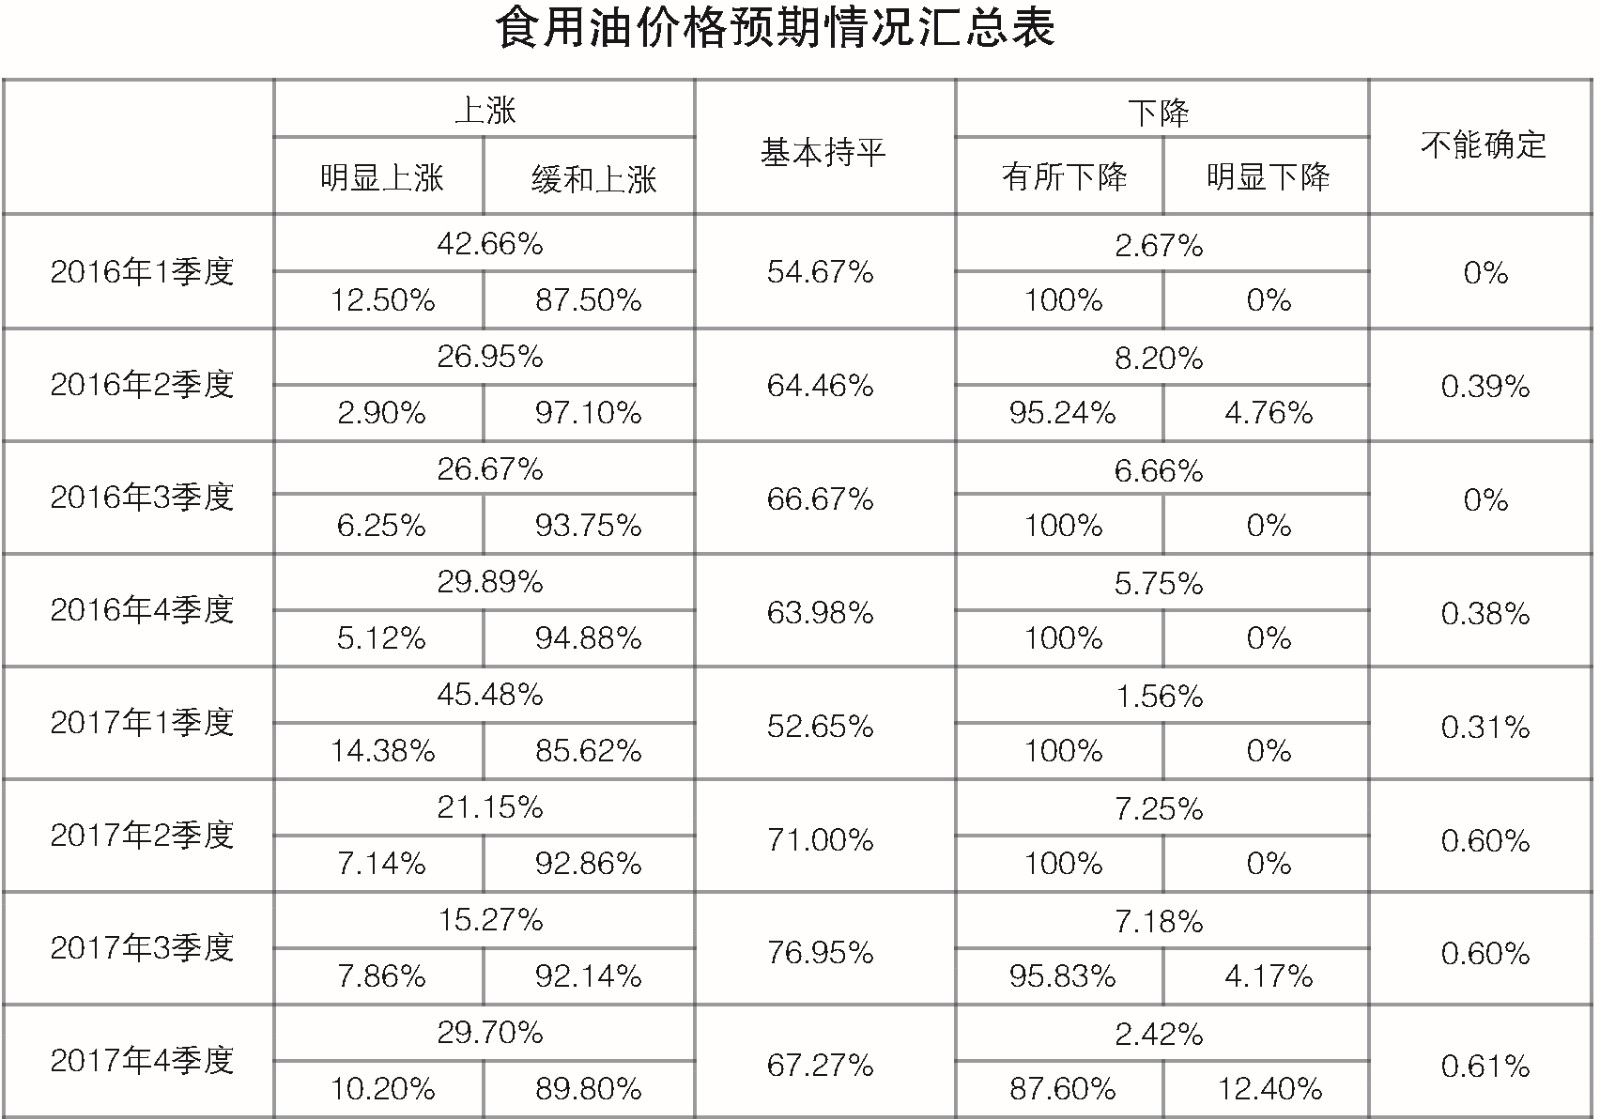 食用油价格预期情况汇总表
上涨 基本持平 下降 不能确定
明显上涨 缓和上涨 有所下降 明显下降
2016年1季度 42.66% 54.67% 2.67% 0%
12.50% 87.50% 100% 0%
2016年2季度 26.95% 64.46% 8.20% 0.39%
2.90% 97.10% 95.24% 4.76%
2016年3季度 26.67% 66.67% 6.66% 0%
6.25% 93.75% 100% 0%
2016年4季度 29.89% 63.98% 5.75% 0.38%
5.12% 94.88% 100% 0%
2017年1季度 45.48% 52.65% 1.56% 0.31%
14.38% 85.62% 100% 0%
2017年2季度 21.15% 71.00% 7.25% 0.60%
7.14% 92.86% 100% 0%
2017年3季度 15.27% 76.95% 7.18% 0.60%
7.86% 92.14% 95.83% 4.17%
2017年4季度 29.70% 67.27% 2.42% 0.61%
10.20% 89.80% 87.60% 12.40%